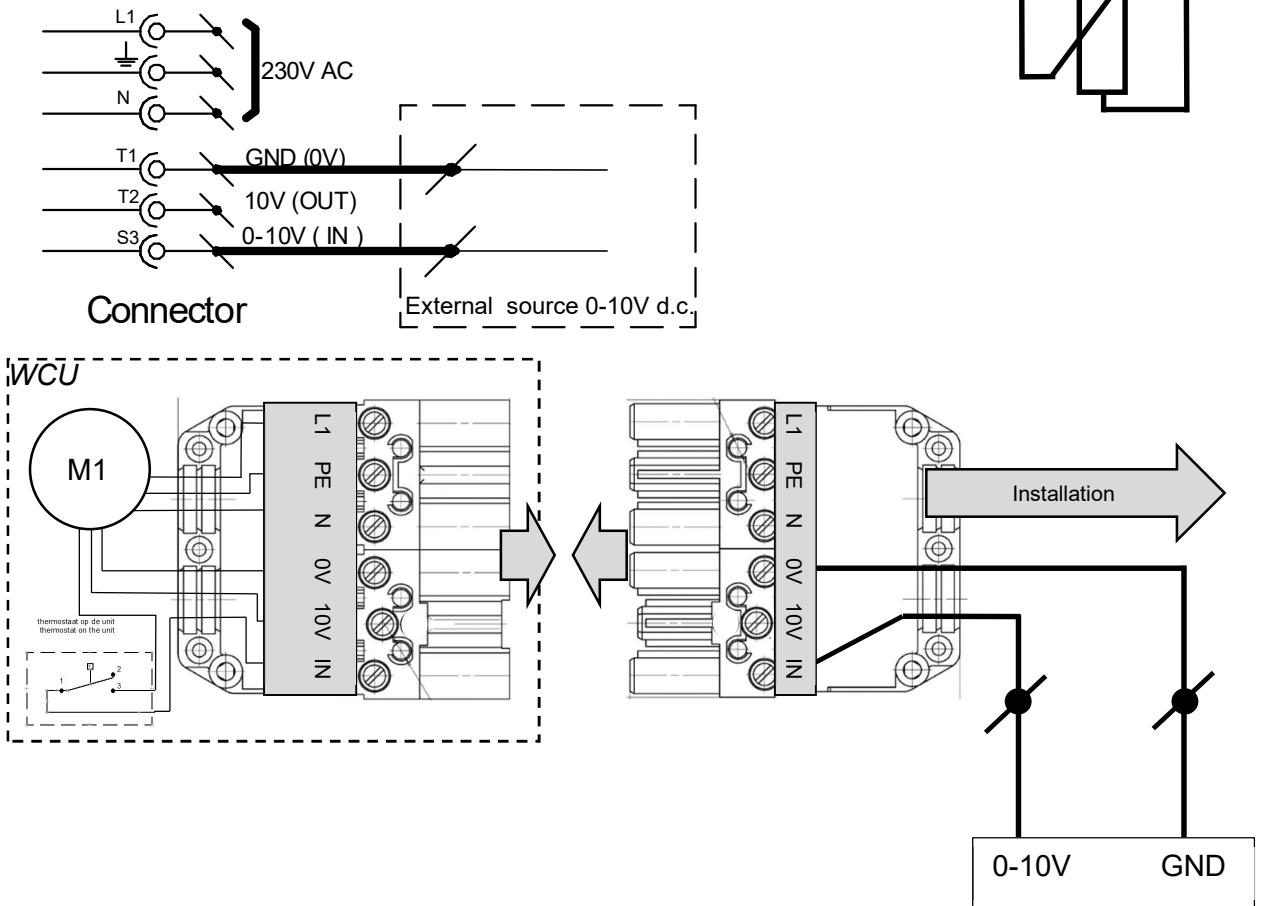 L1
230V AC
N
T1
GND (0V)
T2
10V (OUT)
S3
0-10V ( IN )
Connector
External source 0-10V d.c.
WCU
M1
L1
PE
N
0V
10V
IN
thermostaat op de unit
thermostat on the unit
1
2
3
L1
PE
N
0V
10V
IN
Installation
0-10V
GND